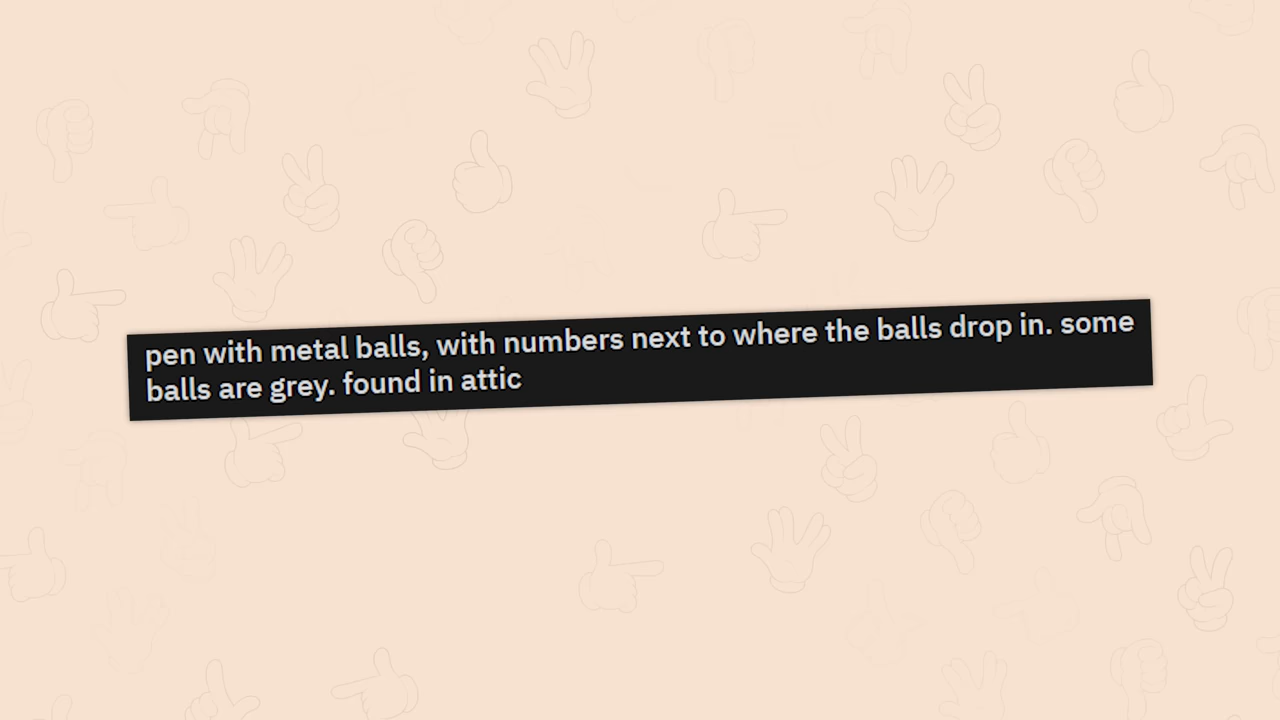 pen with metal balls, with numbers next to where the balls drop in. some
balls are grey. found in attic